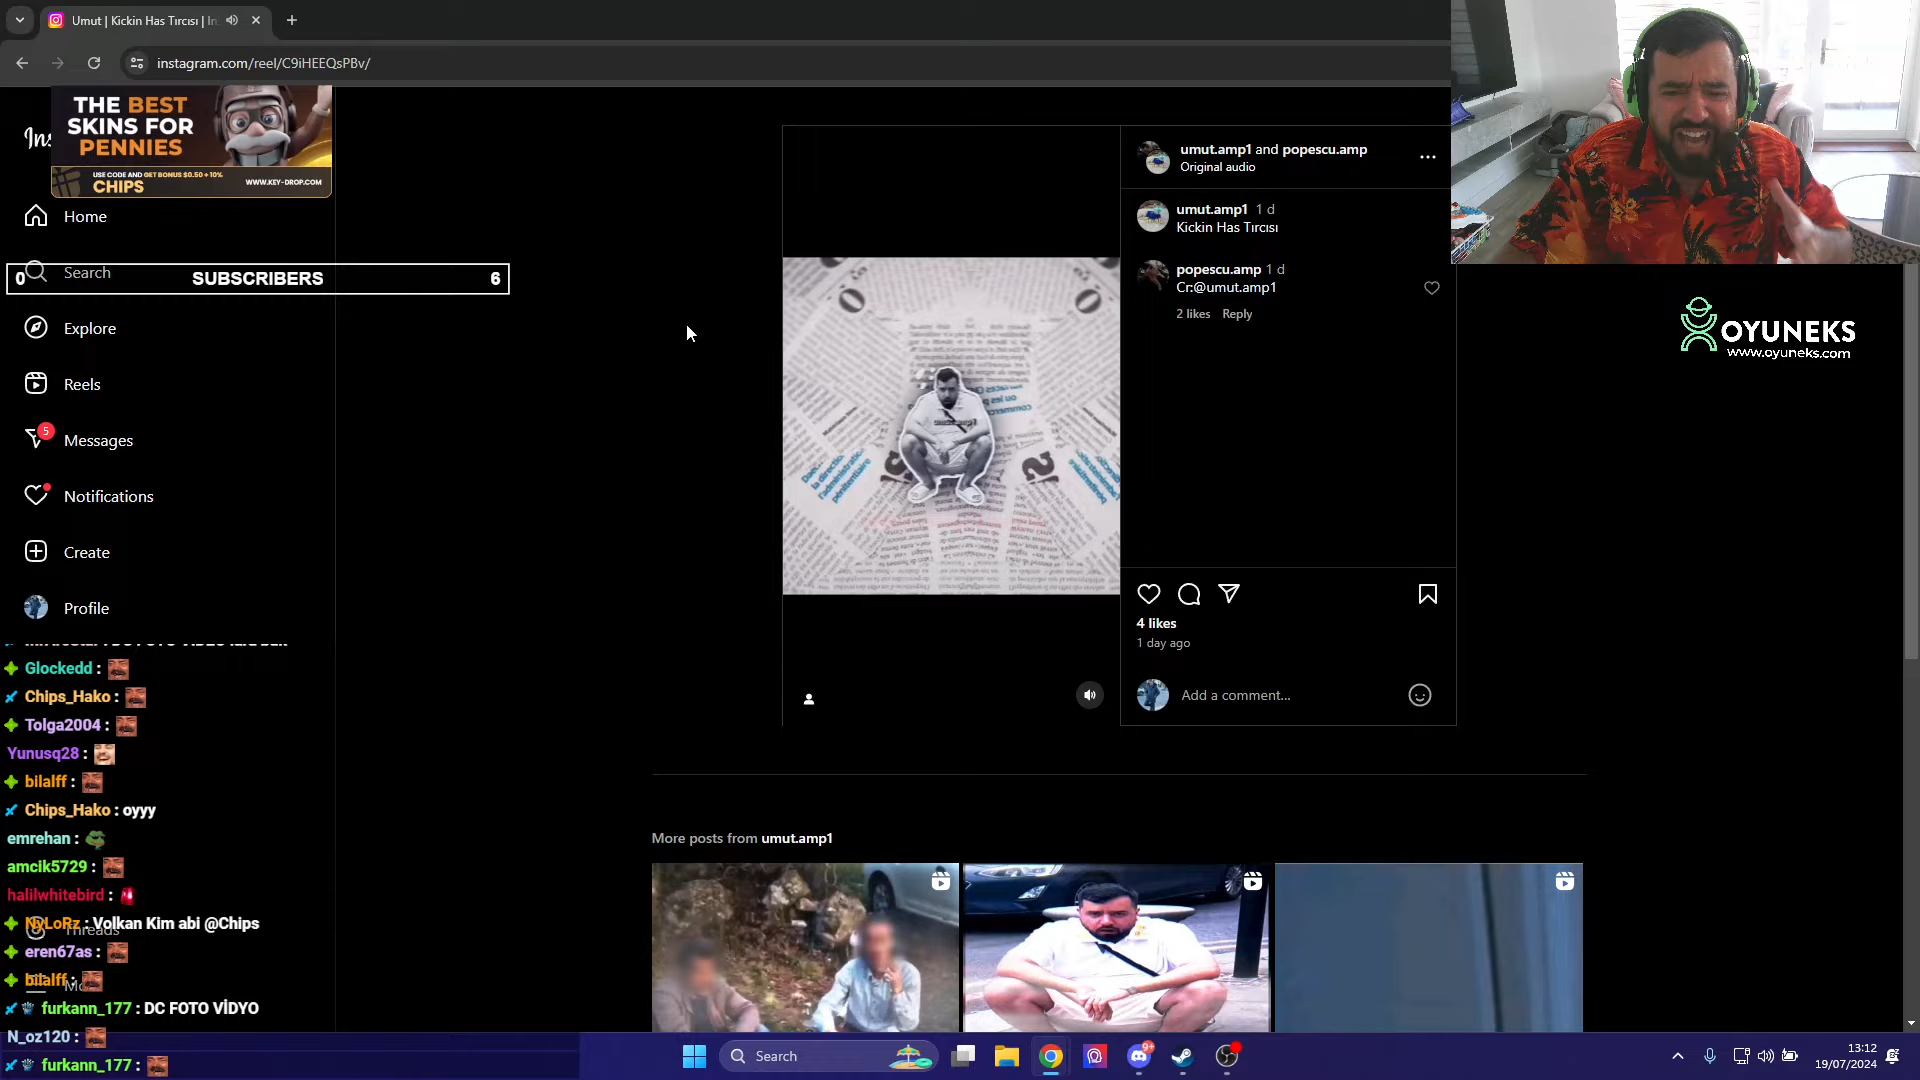 Umut | Kickin Has Tırcısı | In
instagram.com/reel/C9iHEEQsPBv/
THE BEST
SKINS FOR
PENNIES
USE CODE AND GET BONUS $0.50 + 10%
CHIPS
WWW.KEY-DROP.COM
Home
Search
0 SUBSCRIBERS 6
Explore
Reels
5
Messages
Notifications
Create
Profile
Glockedd :
Chips_Hako :
Tolga2004 :
Yunusq28 :
bilalff :
Chips_Hako : oyyy
emrehan :
amcik5729 :
halilwhitebird :
NyLoRz : Volkan Kim abi @Chips
Threads
eren67as :
bilalff :
furkann_177 : DC FOTO VİDYO
N_oz120 :
furkann_177 :
umut.amp1 and popescu.amp
Original audio
umut.amp1 1 d
Kickin Has Tırcısı
popescu.amp 1 d
Cr:@umut.amp1
2 likes Reply
4 likes
1 day ago
Add a comment...
More posts from umut.amp1
OYUNEKS
www.oyuneks.com
Search
9+
13:12
19/07/2024